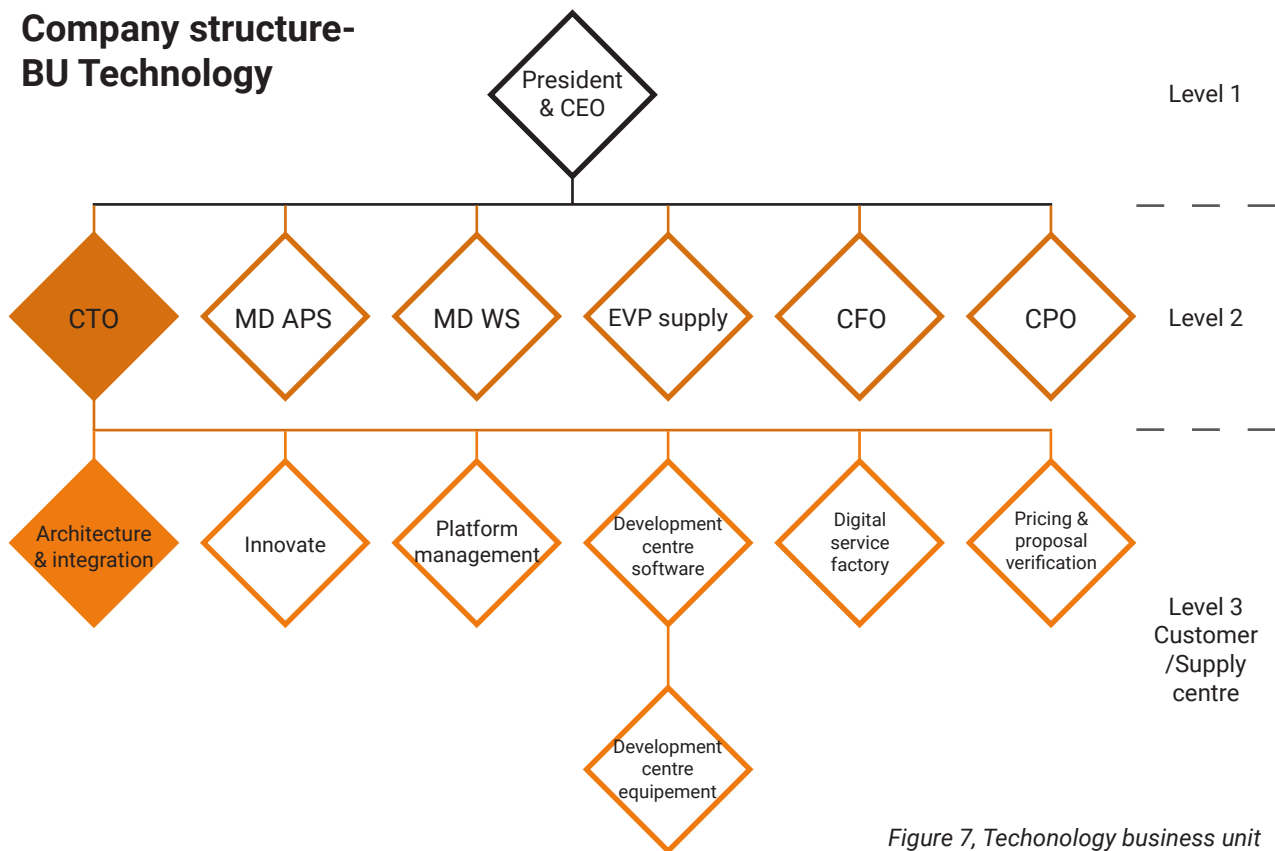 Company structure-
BU Technology
President
& CEO
Level 1
CTO
MD APS
MD WS
EVP supply
CFO
CPO
Level 2
Architecture
& integration
Innovate
Platform
management
Development
centre
software
Digital
service
factory
Pricing &
proposal
verification
Level 3
Customer
/Supply
centre
Development
centre
equipement
Figure 7, Techonology business unit